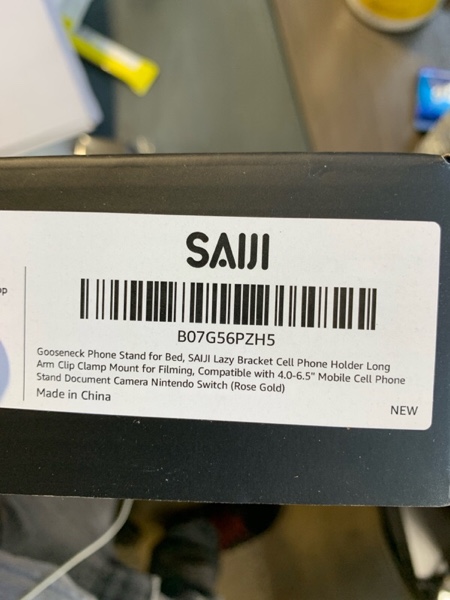 SAIJI
B07G56PZH5
Gooseneck Phone Stand for Bed, SAIJI Lazy Bracket Cell Phone Holder Long
Arm Clip Clamp Mount for Filming, Compatible with 4.0-6.5" Mobile Cell Phone
Stand Document Camera Nintendo Switch (Rose Gold)
Made in China
NEW